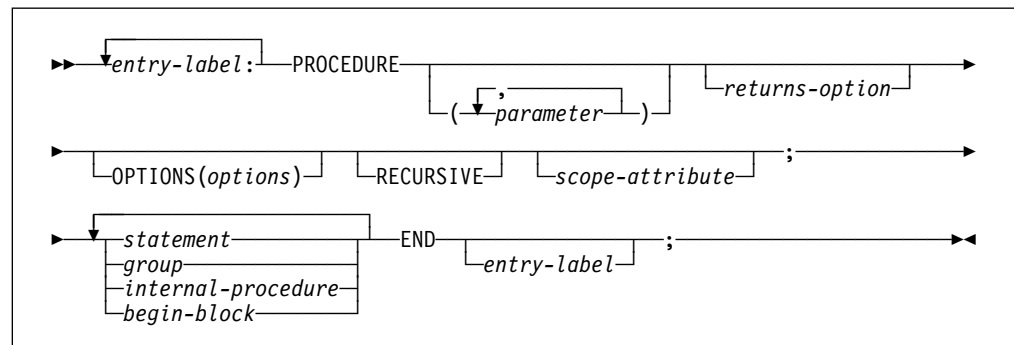 entry-label: PROCEDURE
,
( parameter ) returns-option
OPTIONS(options) RECURSIVE scope-attribute ;
statement END ;
group entry-label
internal-procedure
begin-block